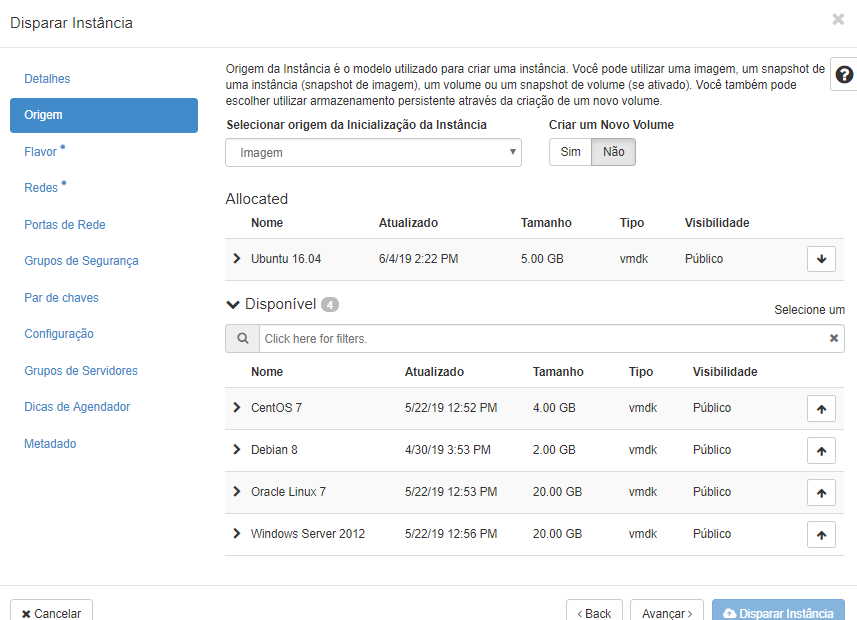 Disparar Instância
×
Detalhes
Origem
Flavor *
Redes *
Portas de Rede
Grupos de Segurança
Par de chaves
Configuração
Grupos de Servidores
Dicas de Agendador
Metadado
Origem da Instância é o modelo utilizado para criar uma instância. Você pode utilizar uma imagem, um snapshot de
uma instância (snapshot de imagem), um volume ou um snapshot de volume (se ativado). Você também pode
escolher utilizar armazenamento persistente através da criação de um novo volume.
?
Selecionar origem da Inicialização da Instância Criar um Novo Volume
Imagem Sim Não
Allocated
Nome Atualizado Tamanho Tipo Visibilidade
Ubuntu 16.04 6/4/19 2:22 PM 5.00 GB vmdk Público
Disponível 4
Selecione um
Click here for filters.
Nome Atualizado Tamanho Tipo Visibilidade
CentOS 7 5/22/19 12:52 PM 4.00 GB vmdk Público
Debian 8 4/30/19 3:53 PM 2.00 GB vmdk Público
Oracle Linux 7 5/22/19 12:53 PM 20.00 GB vmdk Público
Windows Server 2012 5/22/19 12:56 PM 20.00 GB vmdk Público
× Cancelar ‹ Back Avançar › Disparar Instância